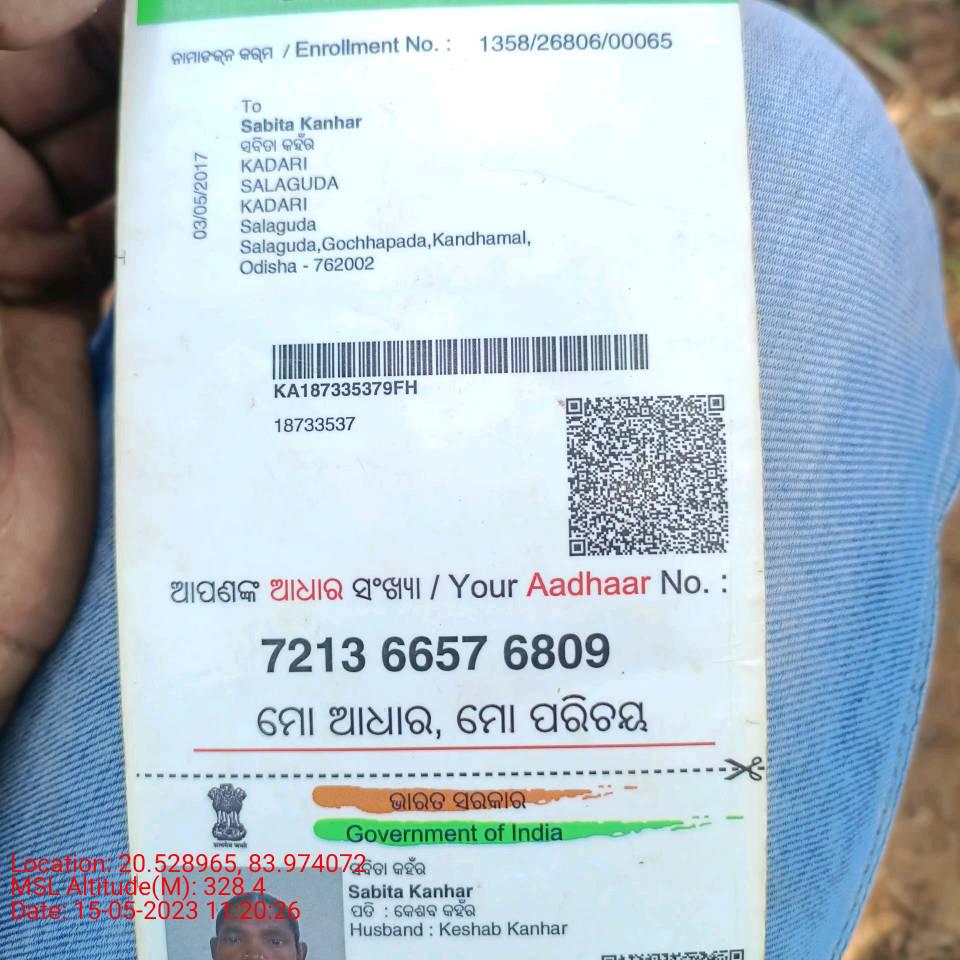 ନାମାଙ୍କନ କ୍ରମ / Enrollment No. : 1358/26806/00065
To
Sabita Kanhar
ସବିତା କହଁର
KADARI
SALAGUDA
KADARI
Salaguda
Salaguda,Gochhapada,Kandhamal,
Odisha - 762002
03/05/2017
KA187335379FH
18733537
ଆପଣଙ୍କ ଆଧାର ସଂଖ୍ୟା / Your Aadhaar No. :
7213 6657 6809
ମୋ ଆଧାର, ମୋ ପରିଚୟ
ଭାରତ ସରକାର
Government of India
ସବିତା କହଁର
Sabita Kanhar
ପତି : କେଶବ କହଁର
Husband : Keshab Kanhar
Location: 20.528965, 83.974072
MSL Altitude(M): 328.4
Date: 15-05-2023 11:20:26